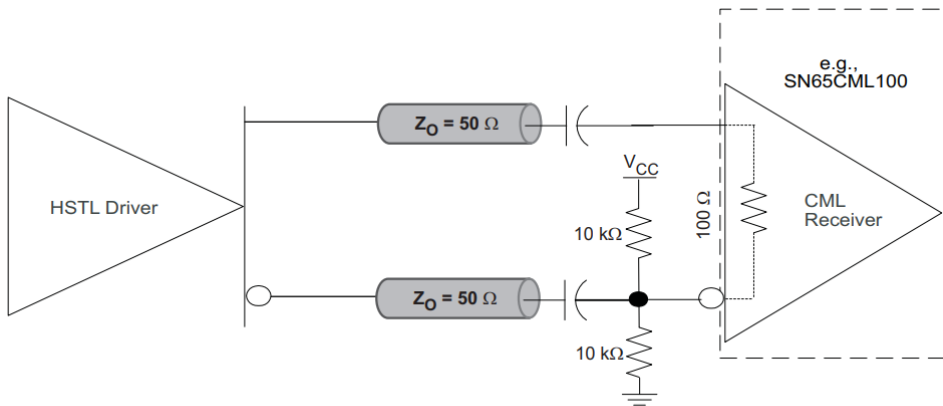 e.g.,
SN65CML100
Z_O = 50 Ω
V_CC
HSTL Driver
10 kΩ
100 Ω
CML
Receiver
Z_O = 50 Ω
10 kΩ